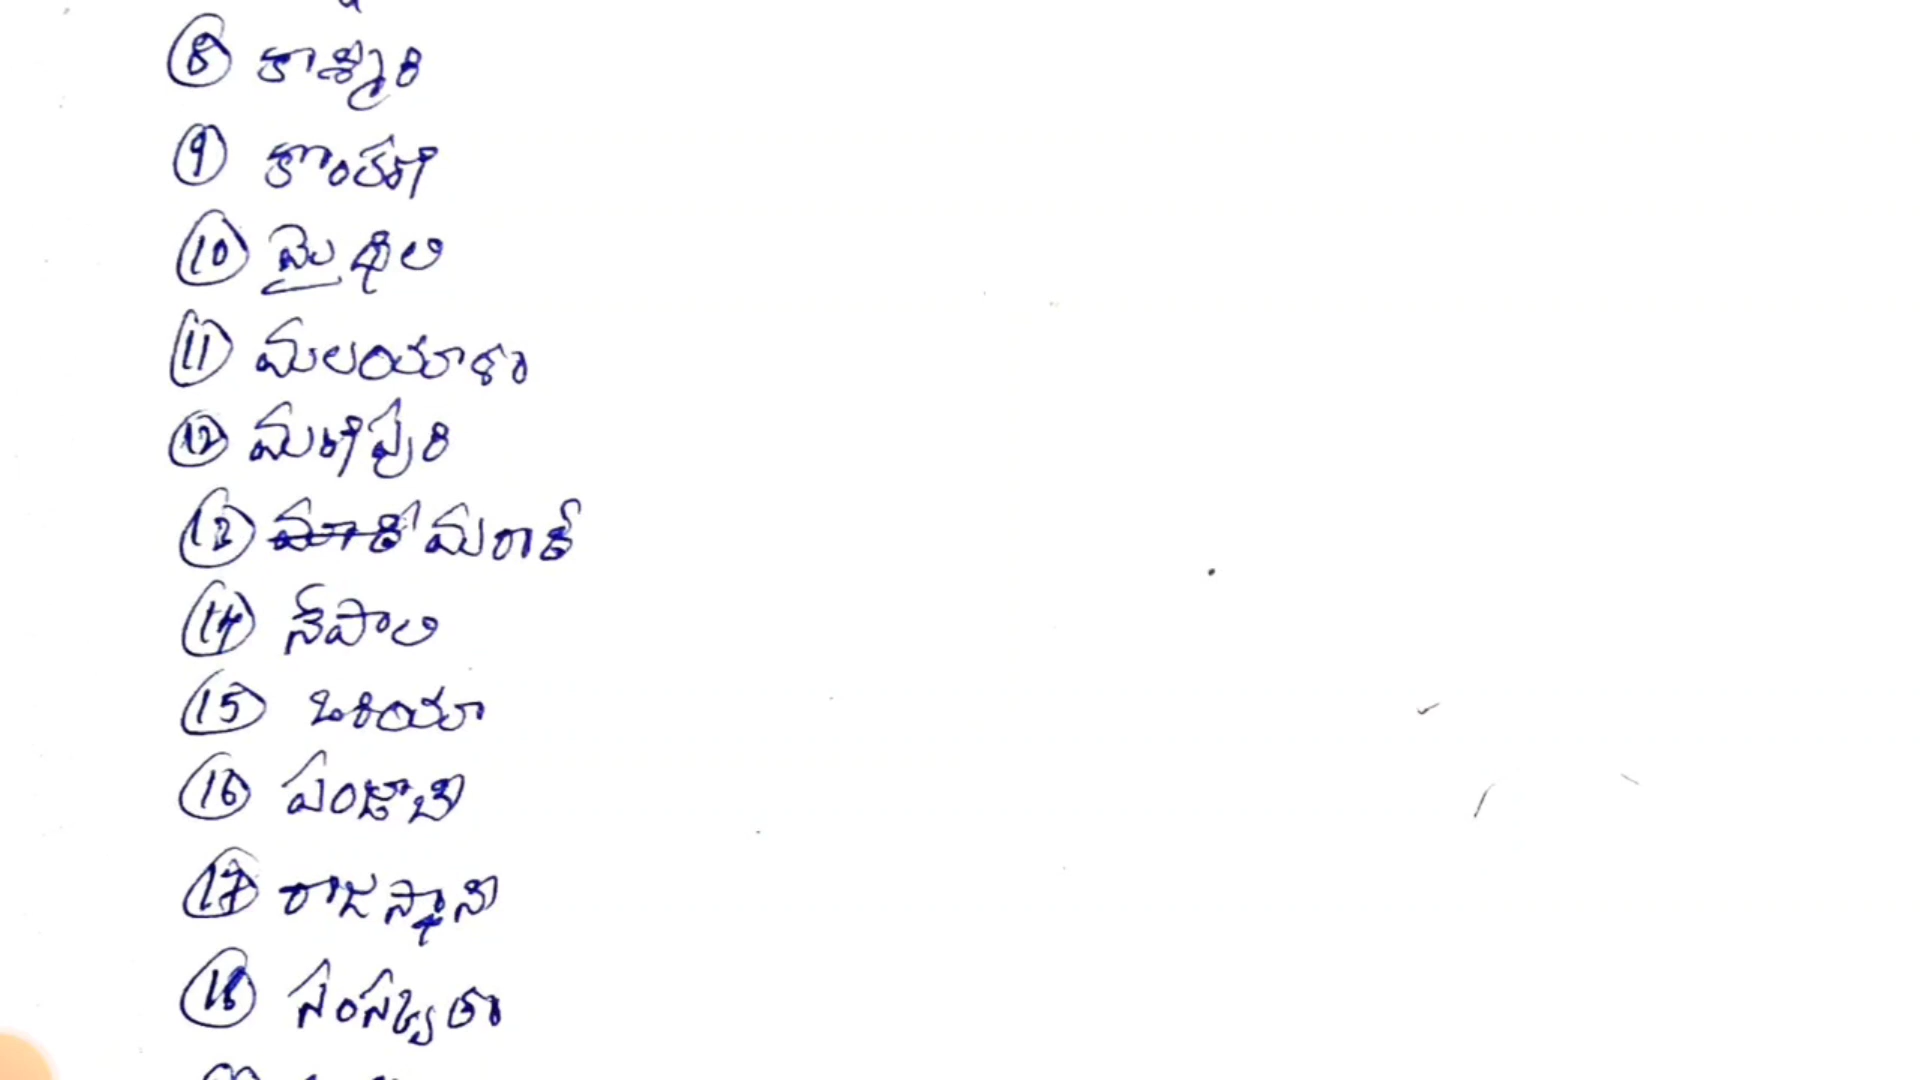 8 కాశ్మిరి
9 కొంకణి
10 మైథిలి
11 మలయాళం
12 మణిపురి
13 మరాఠీ
14 నేపాలి
15 ఒరియా
16 పంజాబి
17 రాజస్థాని
18 సంస్కృతం